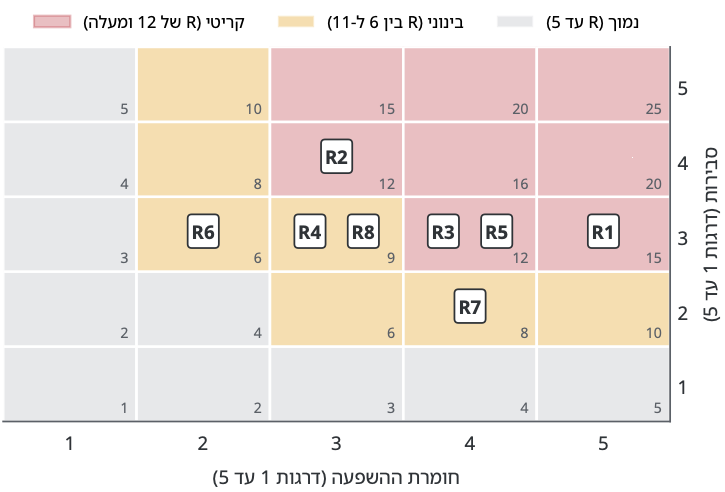 נמוך (R עד 5) בינוני (R בין 6 ל-11) קריטי (R של 12 ומעלה)
5 10 15 20 25 5
R2
4 8 12 16 20 4
R6 R4 R8 R3 R5 R1
3 6 9 12 15 3
R7
2 4 6 8 10 2
1 2 3 4 5 1
1 2 3 4 5
חומרת ההשפעה (דרגות 1 עד 5)
סבירות (דרגות 1 עד 5)